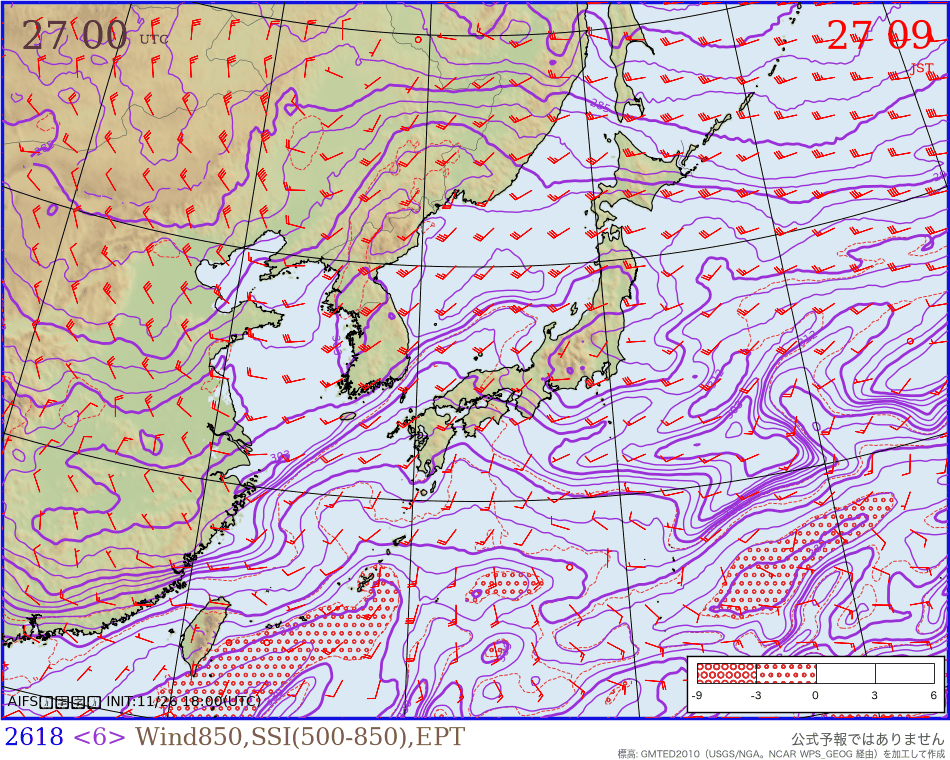 27 00 UTC
27 09
JST
285
303
AIFS INIT:11/26 18:00(UTC)
-9 -3 0 3 6
2618 <6> Wind850,SSI(500-850),EPT
公式予報ではありません
標高: GMTED2010（USGS/NGA。NCAR WPS_GEOG 経由）を加工して作成